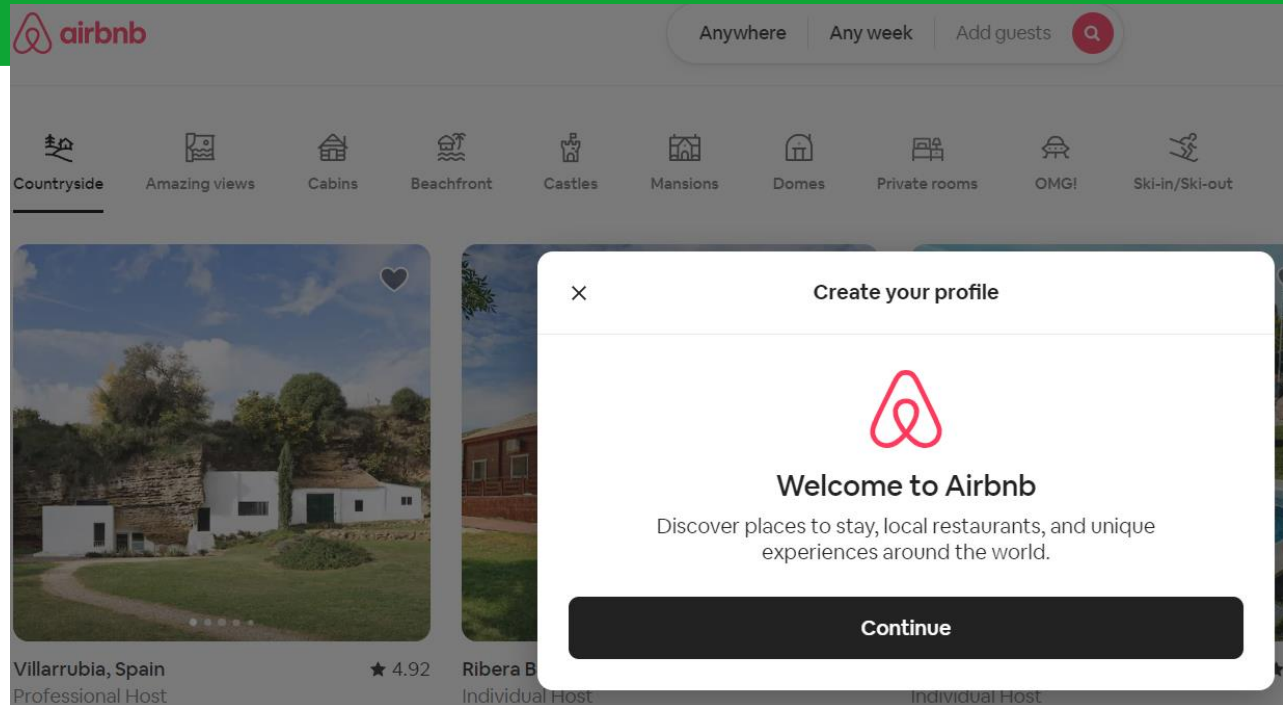 airbnb
Anywhere Any week Add guests
Countryside Amazing views Cabins Beachfront Castles Mansions Domes Private rooms OMG! Ski-in/Ski-out
Create your profile
Welcome to Airbnb
Discover places to stay, local restaurants, and unique
experiences around the world.
Continue
Villarrubia, Spain 4.92 Ribera
Professional Host Individual Host Individual Host